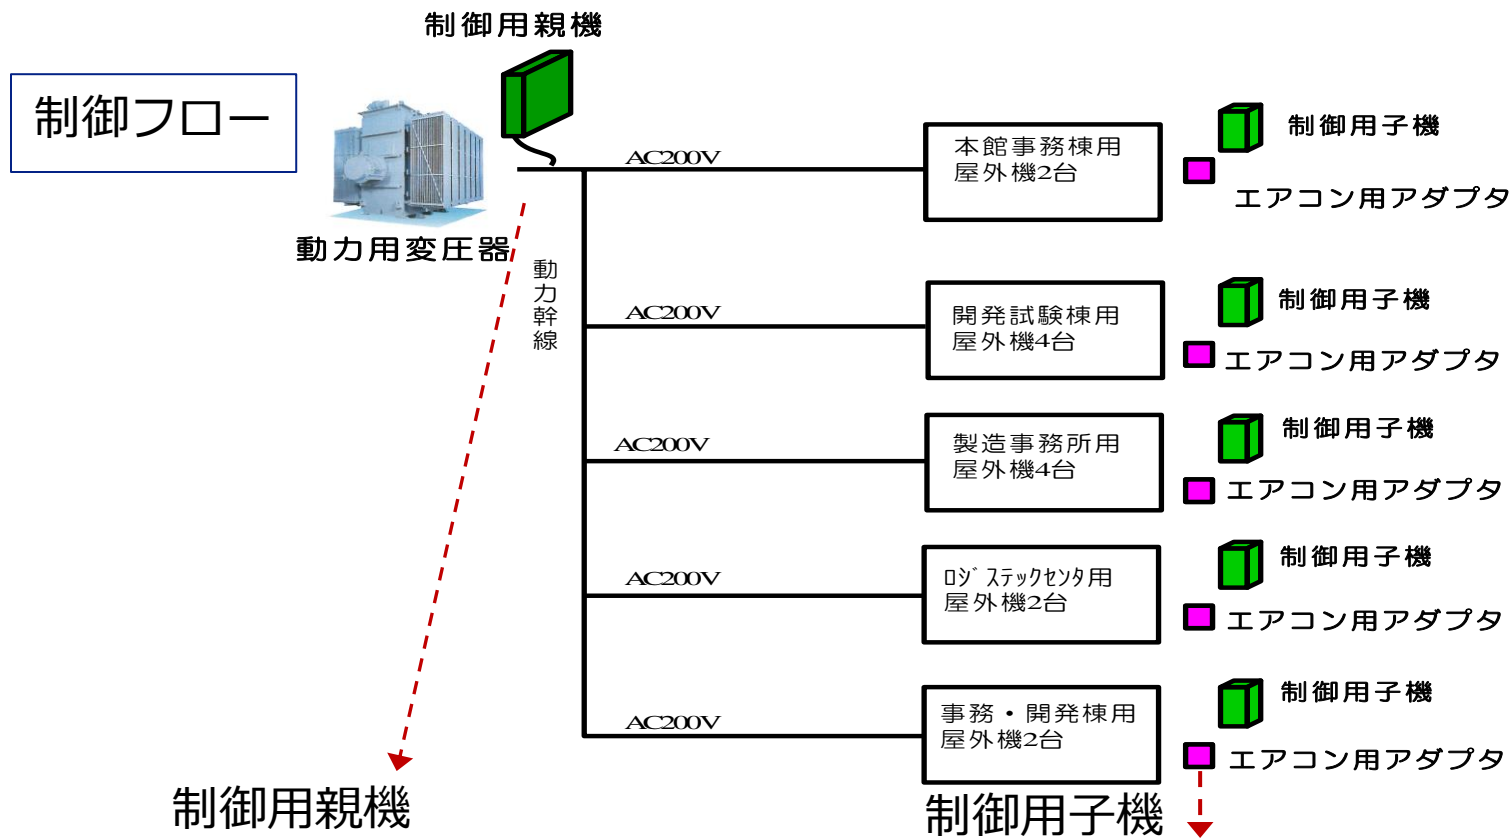 制御用親機
制御フロー
動力用変圧器
動力幹線
AC200V
本館事務棟用
屋外機2台
制御用子機
エアコン用アダプタ
AC200V
開発試験棟用
屋外機4台
制御用子機
エアコン用アダプタ
AC200V
製造事務所用
屋外機4台
制御用子機
エアコン用アダプタ
AC200V
ﾛｼﾞｽﾃｯｸｾﾝﾀ用
屋外機2台
制御用子機
エアコン用アダプタ
AC200V
事務・開発棟用
屋外機2台
制御用子機
エアコン用アダプタ
制御用親機
制御用子機